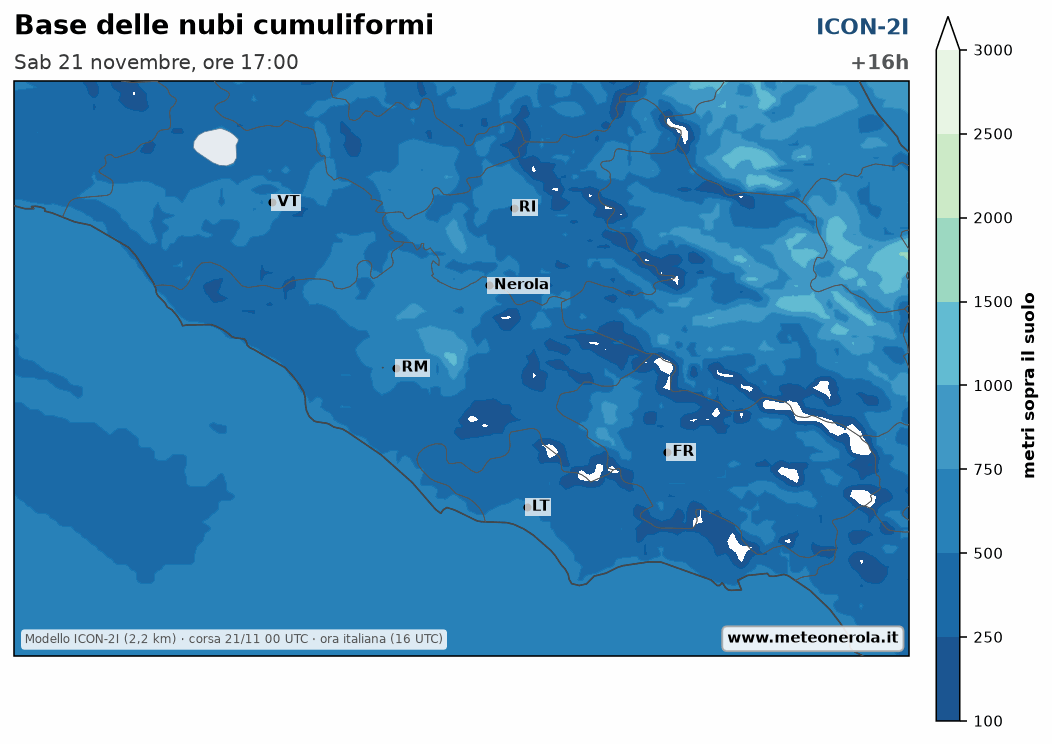 Base delle nubi cumuliformi
ICON-2I
Sab 21 novembre, ore 17:00
+16h
3000
2500
2000
1500
1000
750
500
250
100
metri sopra il suolo
VT
RI
Nerola
RM
FR
LT
Modello ICON-2I (2,2 km) · corsa 21/11 00 UTC · ora italiana (16 UTC)
www.meteonerola.it